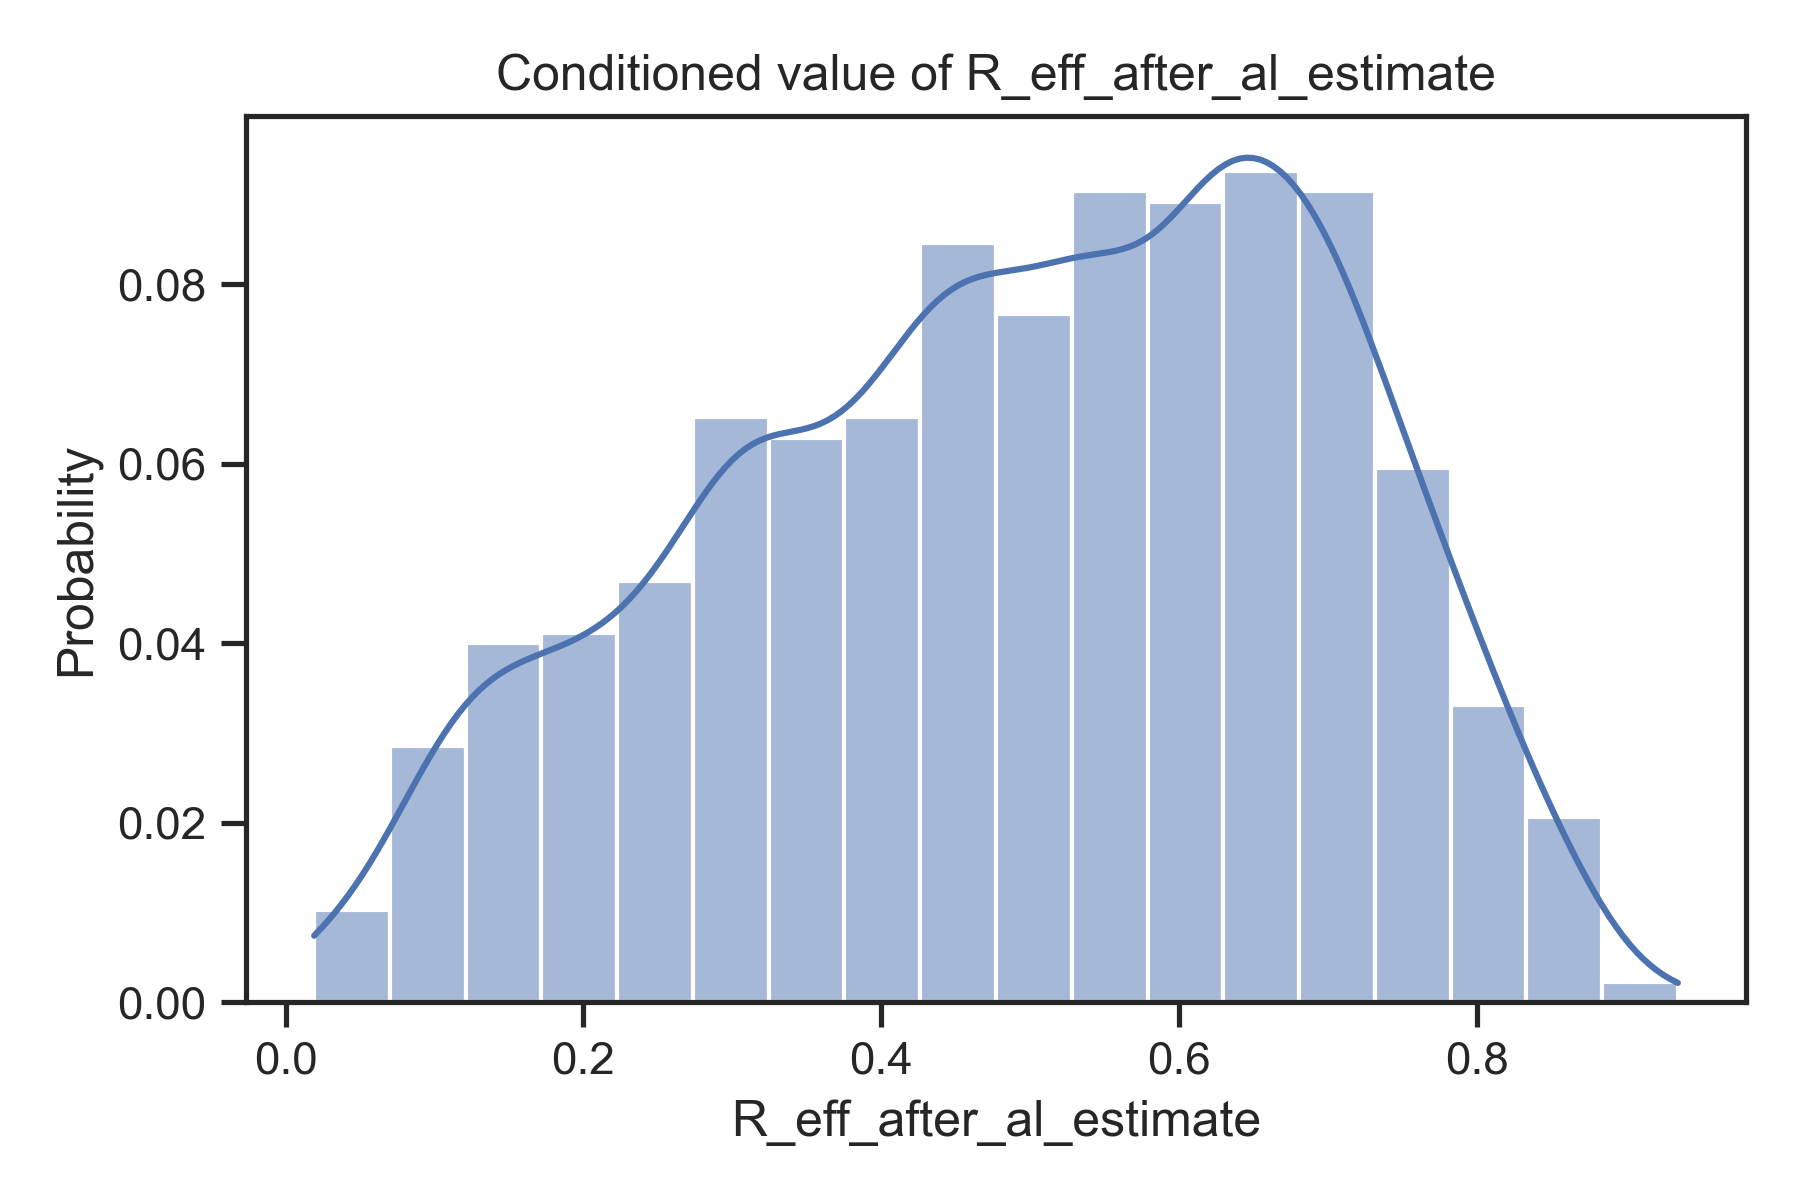 Conditioned value of R_eff_after_al_estimate
Probability
0.08
0.06
0.04
0.02
0.00
0.0 0.2 0.4 0.6 0.8
R_eff_after_al_estimate